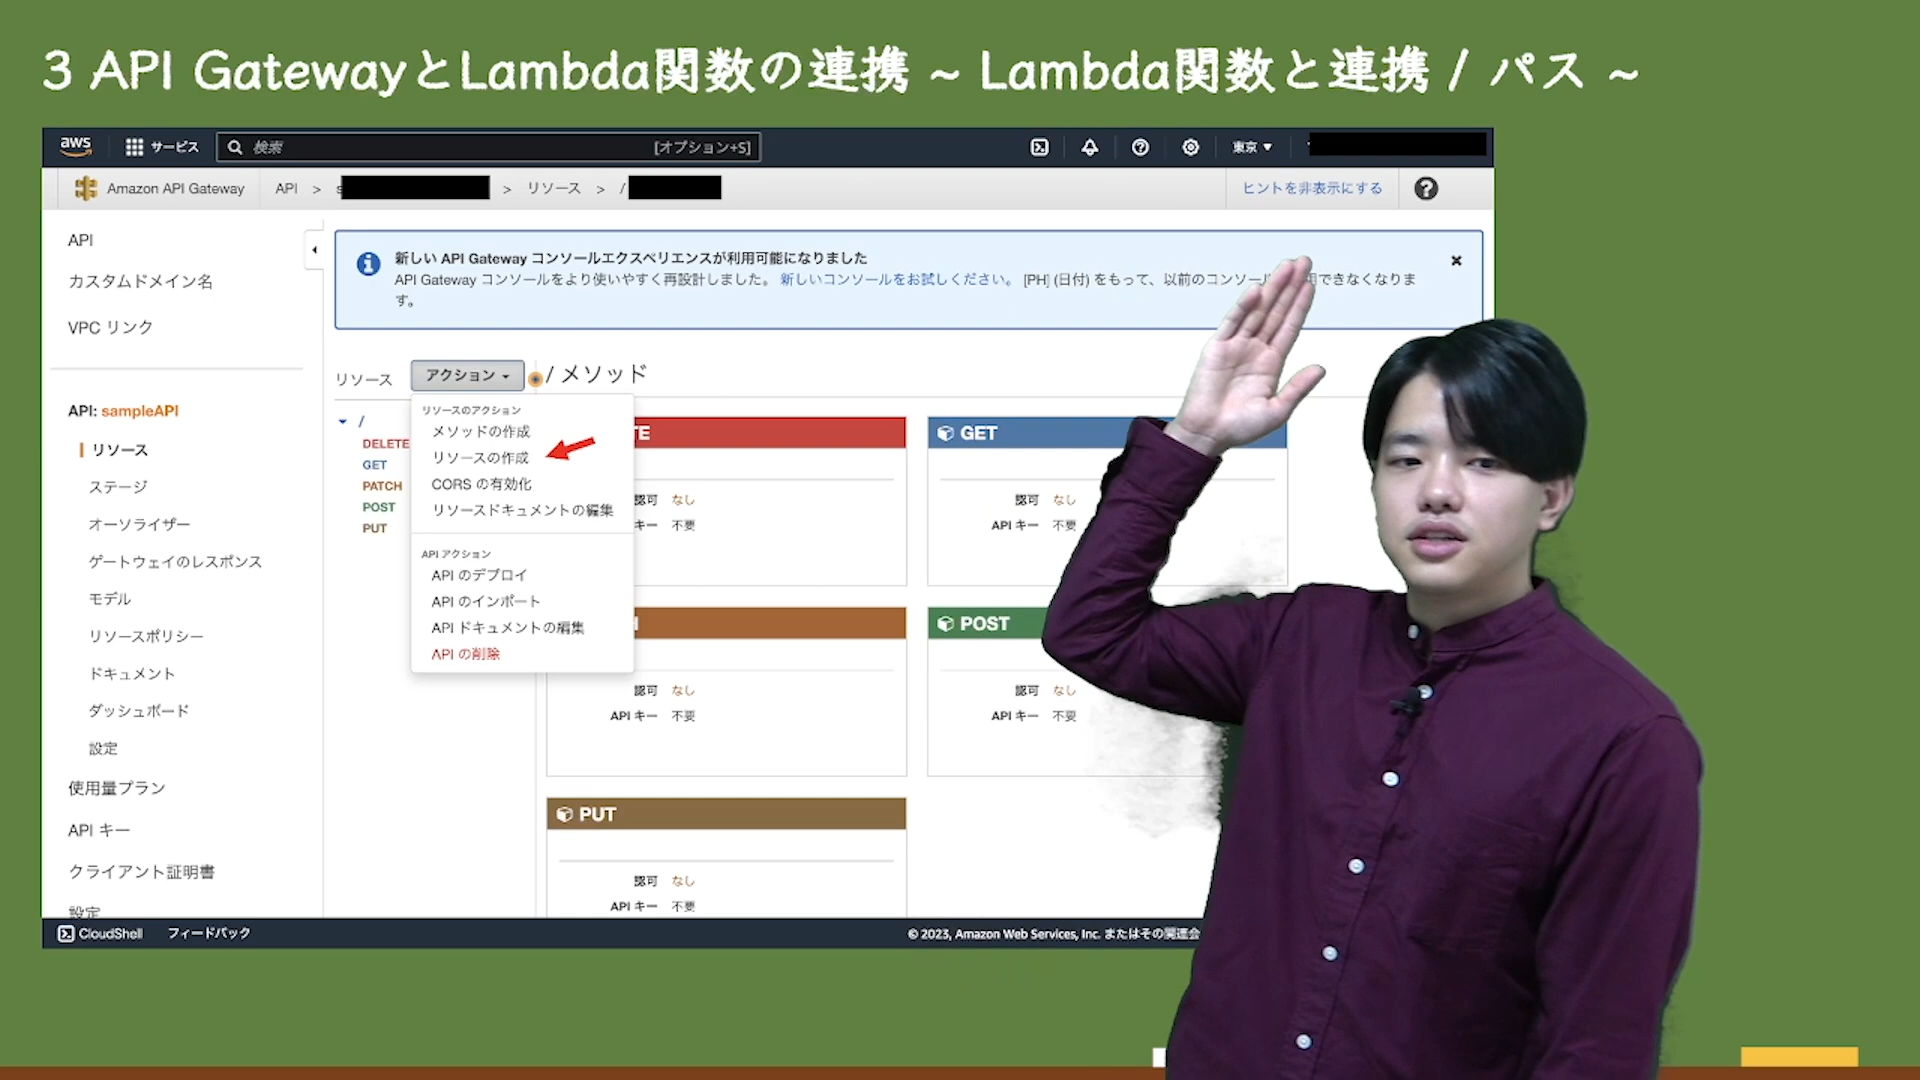 3 API GatewayとLambda関数の連携 ~ Lambda関数と連携 / パス ~
aws サービス 検索 [オプション+S] 東京
Amazon API Gateway API > > リソース > / ヒントを非表示にする
API
カスタムドメイン名
VPC リンク
API: sampleAPI
リソース
ステージ
オーソライザー
ゲートウェイのレスポンス
モデル
リソースポリシー
ドキュメント
ダッシュボード
設定
使用量プラン
API キー
クライアント証明書
設定
新しい API Gateway コンソールエクスペリエンスが利用可能になりました
API Gateway コンソールをより使いやすく再設計しました。 新しいコンソールをお試しください。 [PH] (日付) をもって、以前のコンソール できなくなりま
す。
リソース アクション / メソッド
/
DELETE
GET
PATCH
POST
PUT
リソースのアクション
メソッドの作成
リソースの作成
CORS の有効化
リソースドキュメントの編集
API アクション
API のデプロイ
API のインポート
API ドキュメントの編集
API の削除
TE
認可 なし
キー 不要
GET
認可 なし
API キー 不要
認可 なし
API キー 不要
POST
認可 なし
API キー 不要
PUT
認可 なし
API キー 不要
CloudShell フィードバック © 2023, Amazon Web Services, Inc. またはその関連会